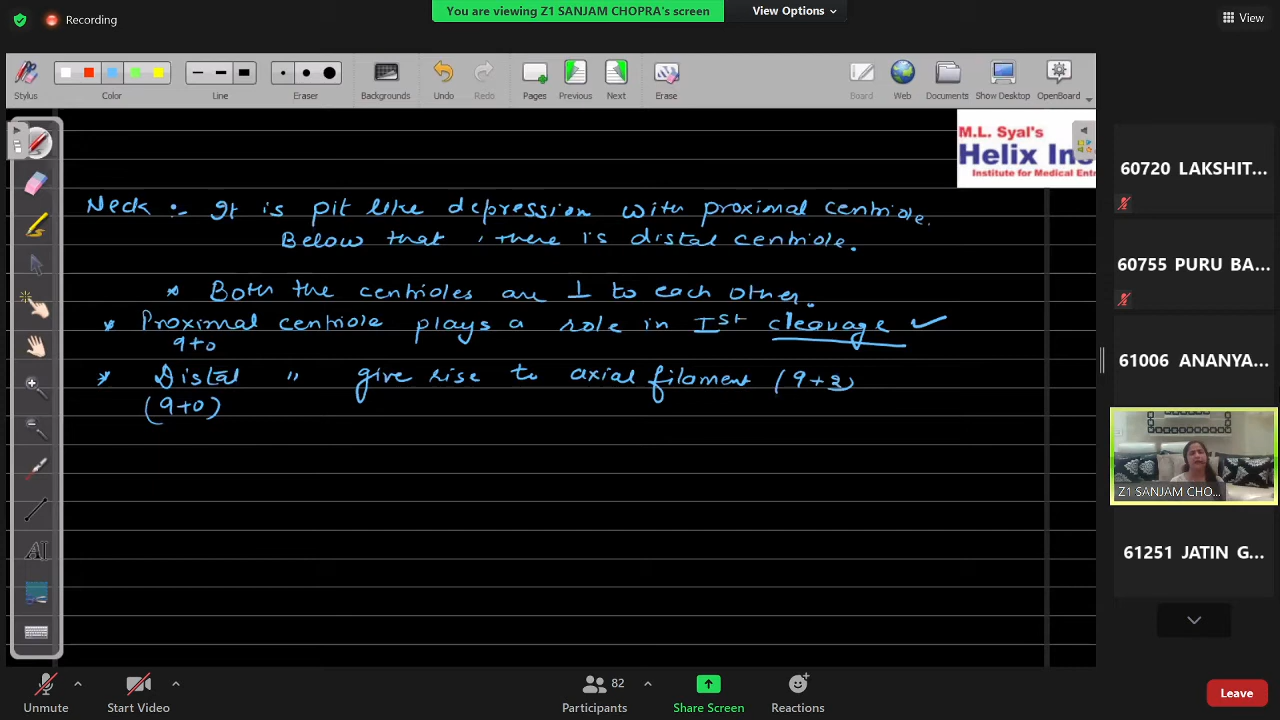 Recording
You are viewing Z1 SANJAM CHOPRA's screen
View Options
View
Stylus
Color
Line
Eraser
Backgrounds
Undo
Redo
Pages
Previous
Next
Erase
Board
Web
Documents
Show Desktop
OpenBoard
M.L. Syal's
Helix Ins
Institute for Medical Entr
Neck :- It is pit like depression with proximal centriole.
Below that, there is distal centriole.
* Both the centrioles are ⊥ to each other.
* Proximal centriole plays a role in Ist cleavage ✓
9+0
* Distal " give rise to axial filament (9+2)
(9+0)
60720 LAKSHIT...
60755 PURU BA...
61006 ANANYA...
Z1 SANJAM CHO...
61251 JATIN G...
Unmute
Start Video
82
Participants
Share Screen
Reactions
Leave